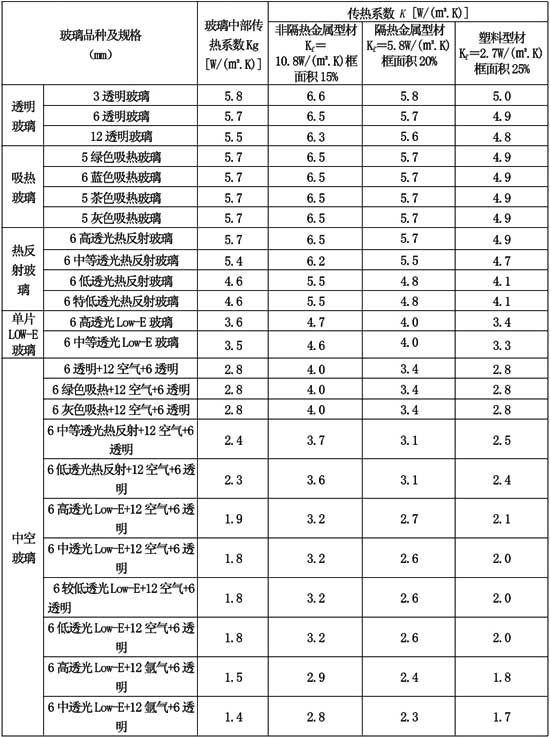 玻璃品种及规格
（mm）
玻璃中部传
热系数Kg
[W/(m².K)]
传热系数 K [W/(m².K)]
非隔热金属型材
Kf=
10.8W/(m².K)框
面积15%
隔热金属型材
Kf=5.8W/(m².K)
框面积20%
塑料型材
Kf=2.7W/(m².K)
框面积25%
透明
玻璃
3透明玻璃 5.8 6.6 5.8 5.0
6透明玻璃 5.7 6.5 5.7 4.9
12透明玻璃 5.5 6.3 5.6 4.8
吸热
玻璃
5绿色吸热玻璃 5.7 6.5 5.7 4.9
6蓝色吸热玻璃 5.7 6.5 5.7 4.9
5茶色吸热玻璃 5.7 6.5 5.7 4.9
5灰色吸热玻璃 5.7 6.5 5.7 4.9
热反
射玻
璃
6高透光热反射玻璃 5.7 6.5 5.7 4.9
6中等透光热反射玻璃 5.4 6.2 5.5 4.7
6低透光热反射玻璃 4.6 5.5 4.8 4.1
6特低透光热反射玻璃 4.6 5.5 4.8 4.1
单片
LOW-E
玻璃
6高透光Low-E玻璃 3.6 4.7 4.0 3.4
6中等透光Low-E玻璃 3.5 4.6 4.0 3.3
中空
玻璃
6透明+12空气+6透明 2.8 4.0 3.4 2.8
6绿色吸热+12空气+6透明 2.8 4.0 3.4 2.8
6灰色吸热+12空气+6透明 2.8 4.0 3.4 2.8
6中等透光热反射+12空气+6
透明 2.4 3.7 3.1 2.5
6低透光热反射+12空气+6透
明 2.3 3.6 3.1 2.4
6高透光Low-E+12空气+6透
明 1.9 3.2 2.7 2.1
6中透光Low-E+12空气+6透
明 1.8 3.2 2.6 2.0
6较低透光Low-E+12空气+6
透明 1.8 3.2 2.6 2.0
6低透光Low-E+12空气+6透
明 1.8 3.2 2.6 2.0
6高透光Low-E+12氩气+6透
明 1.5 2.9 2.4 1.8
6中透光Low-E+12氩气+6透
明 1.4 2.8 2.3 1.7